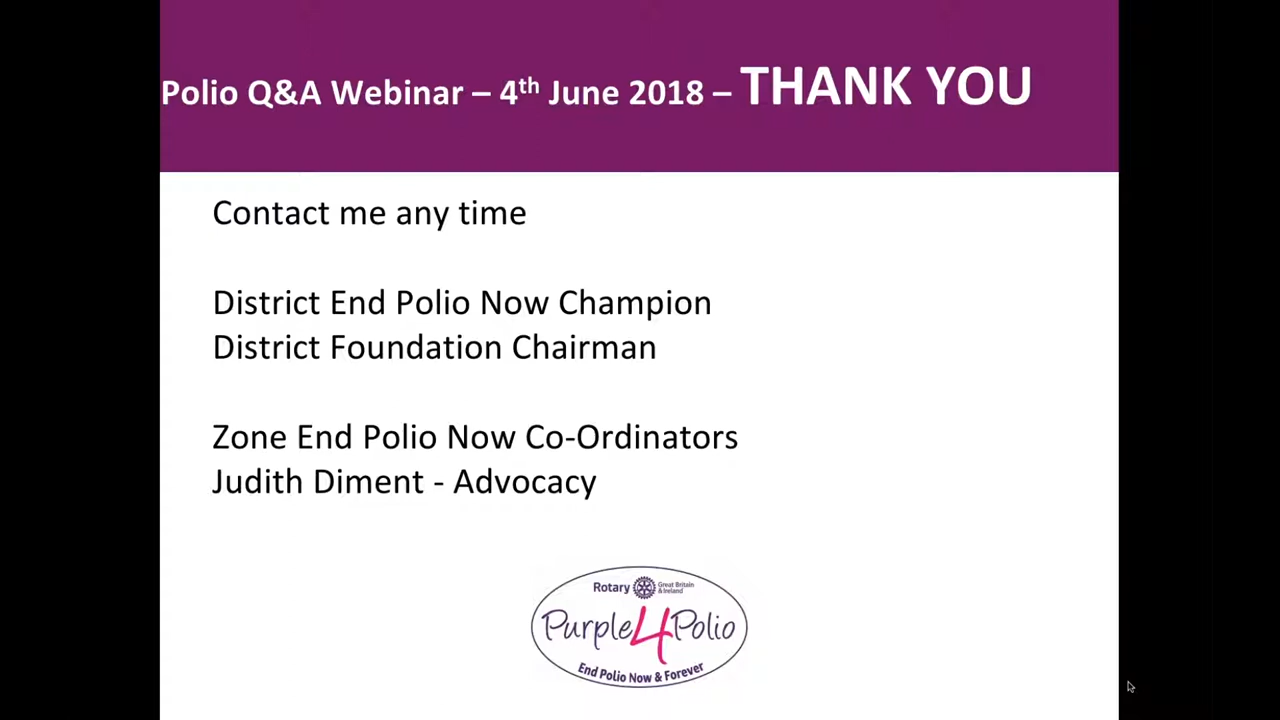 Polio Q&A Webinar – 4th June 2018 – THANK YOU
Contact me any time
District End Polio Now Champion
District Foundation Chairman
Zone End Polio Now Co-Ordinators
Judith Diment - Advocacy
Rotary Great Britain & Ireland
Purple4Polio
End Polio Now & Forever